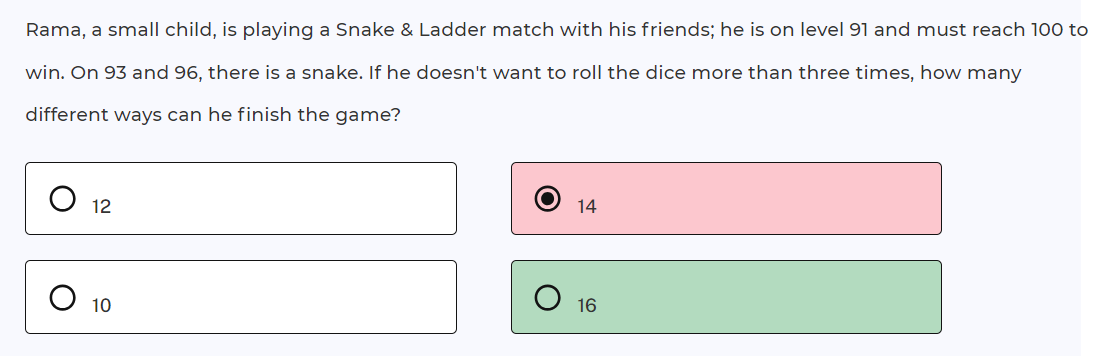 Rama, a small child, is playing a Snake & Ladder match with his friends; he is on level 91 and must reach 100 to
win. On 93 and 96, there is a snake. If he doesn't want to roll the dice more than three times, how many
different ways can he finish the game?
12
14
10
16